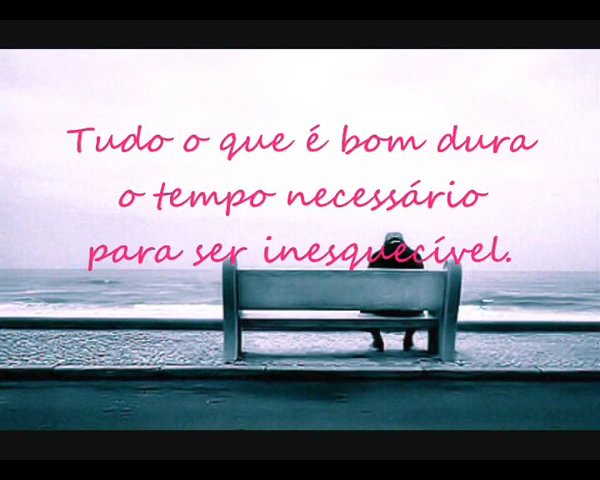 Tudo o que é bom dura
o tempo necessário
para ser inesquecível.